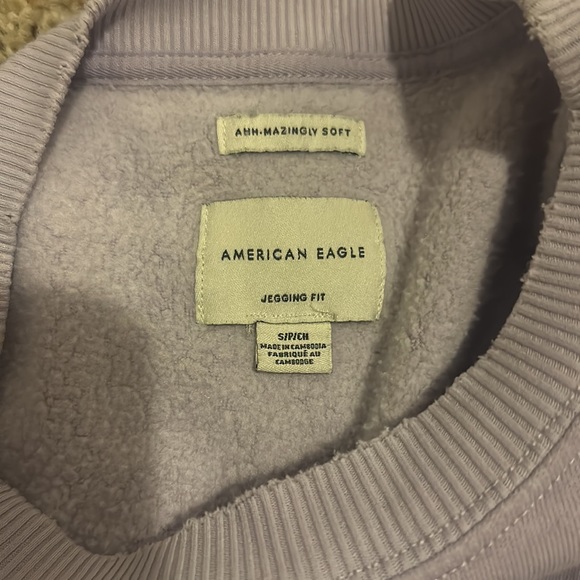 AHH-MAZINGLY SOFT
AMERICAN EAGLE
JEGGING FIT
S/P/CH
MADE IN CAMBODIA
FABRIQUÉ AU
CAMBODGE